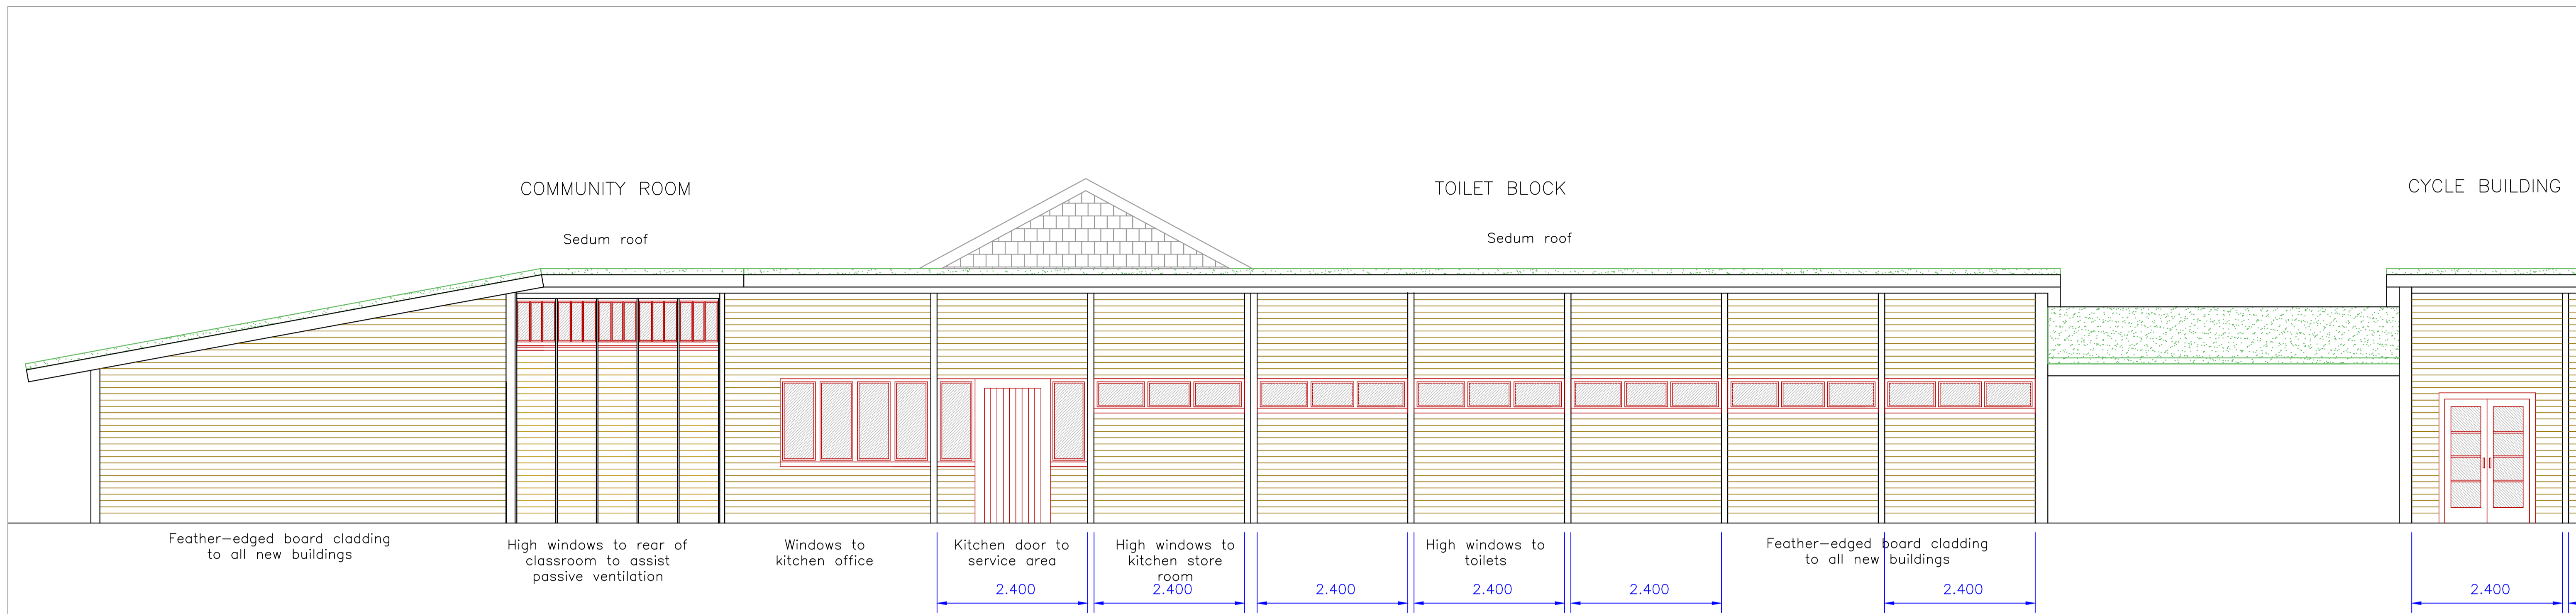 COMMUNITY ROOM
TOILET BLOCK
CYCLE BUILDING
Sedum roof
Sedum roof
Feather-edged board cladding
to all new buildings
High windows to rear of
classroom to assist
passive ventilation
Windows to
kitchen office
Kitchen door to
service area
High windows to
kitchen store
room
High windows to
toilets
Feather-edged board cladding
to all new buildings
2.400
2.400
2.400
2.400
2.400
2.400
2.400